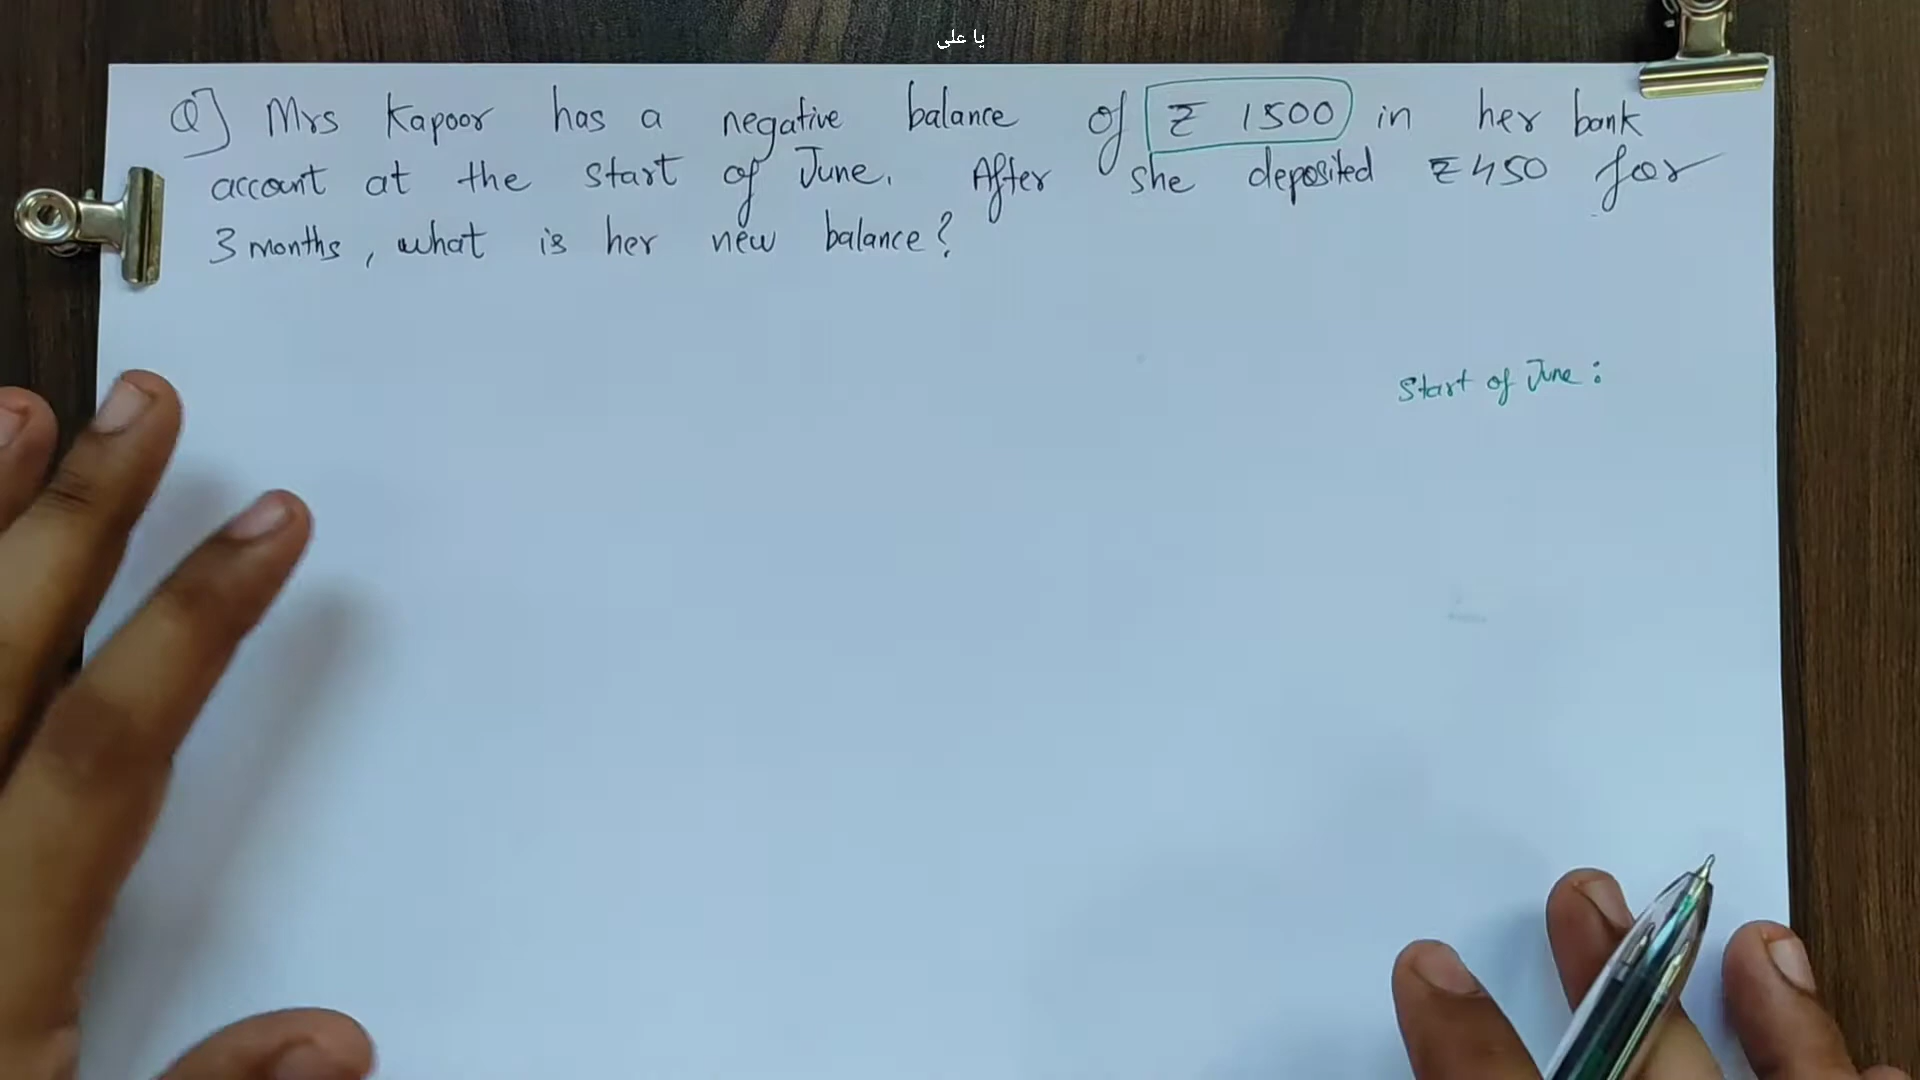 يا على
Q] Mrs Kapoor has a negative balance of ₹ 1500 in her bank
account at the start of June. After she deposited ₹450 for
3 months, what is her new balance?
Start of June: